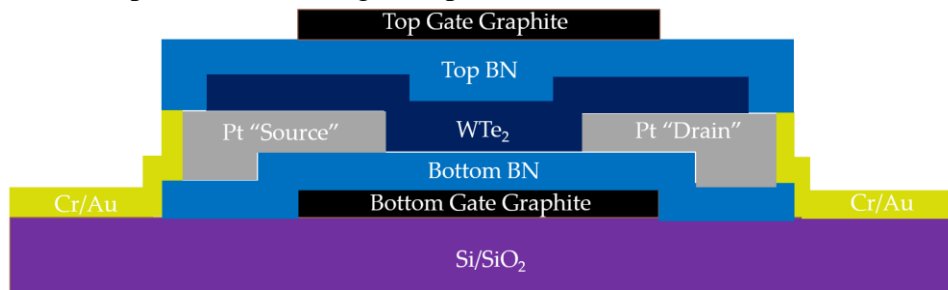 Top Gate Graphite
Top BN
Pt “Source”
WTe₂
Pt “Drain”
Bottom BN
Cr/Au
Bottom Gate Graphite
Cr/Au
Si/SiO₂